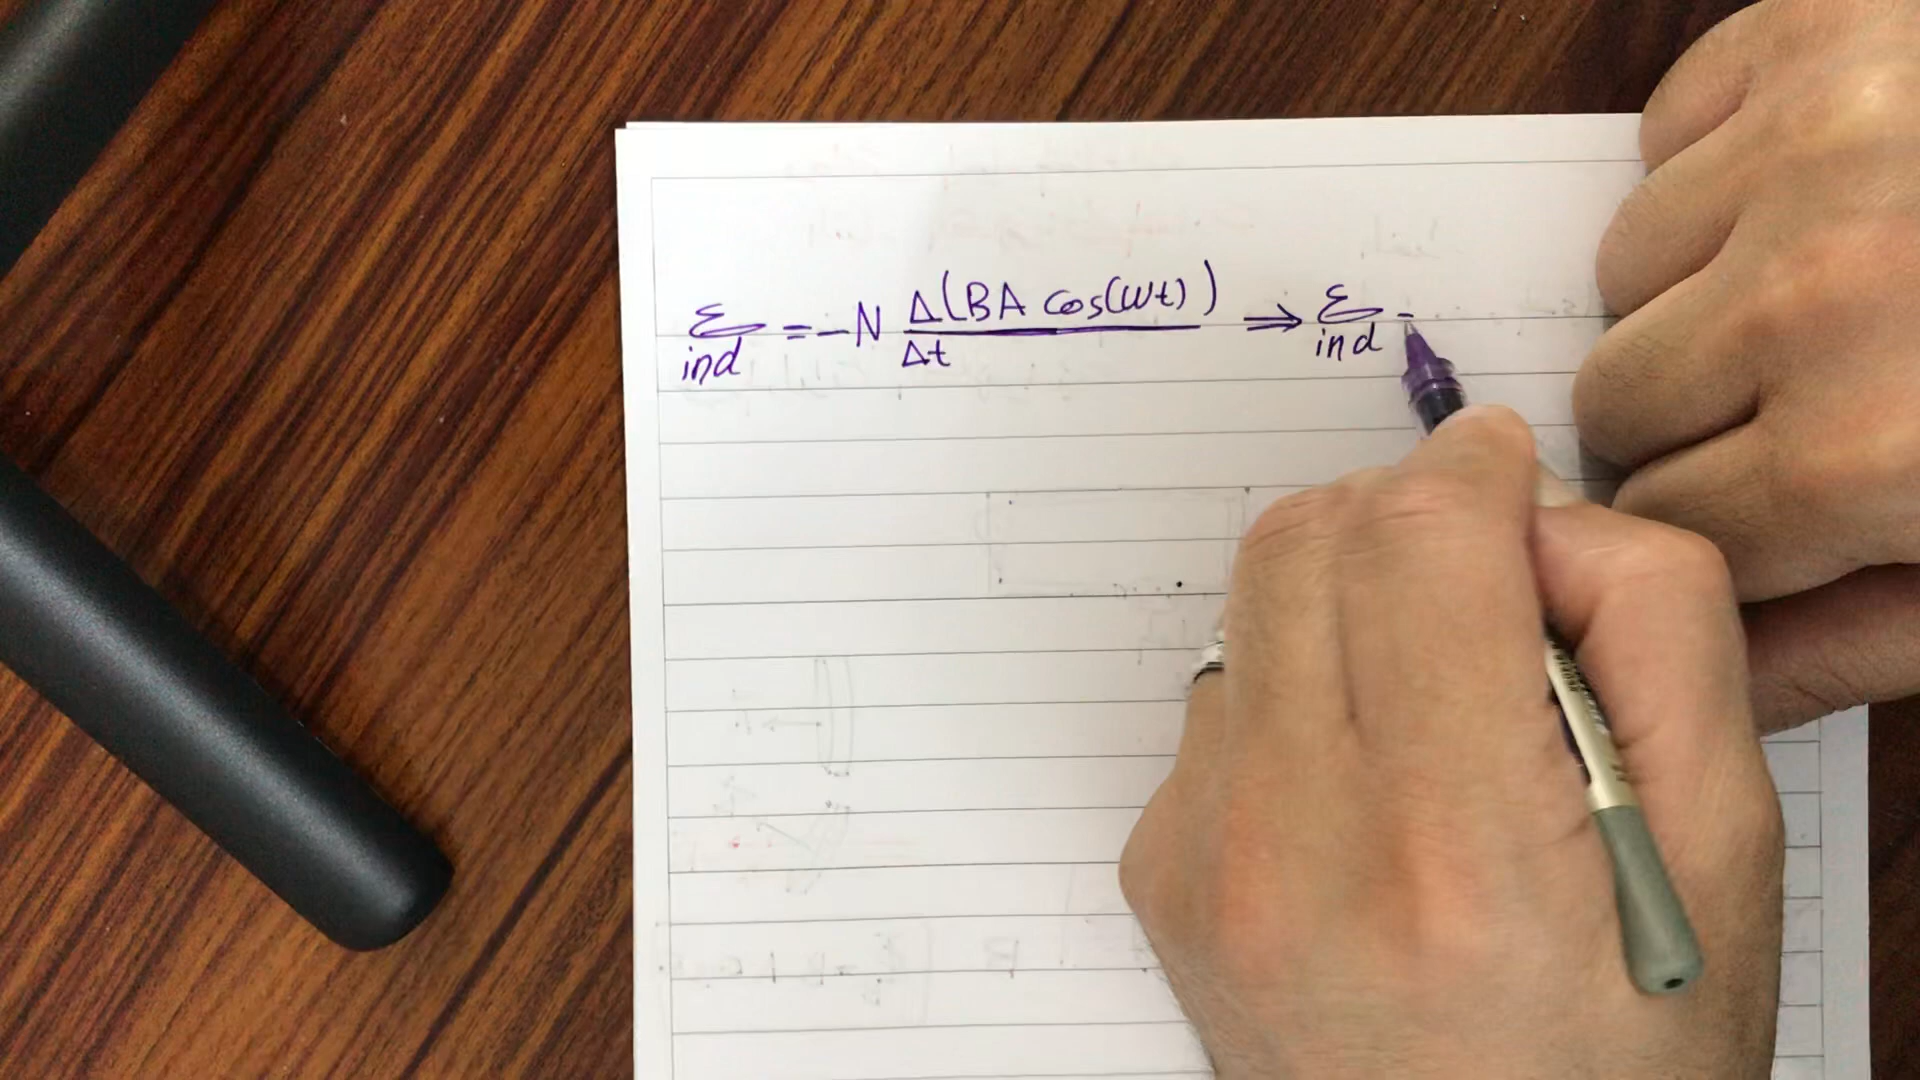 ε_ind = -N Δ(BA cos(ωt))/Δt ⇒ ε_ind -